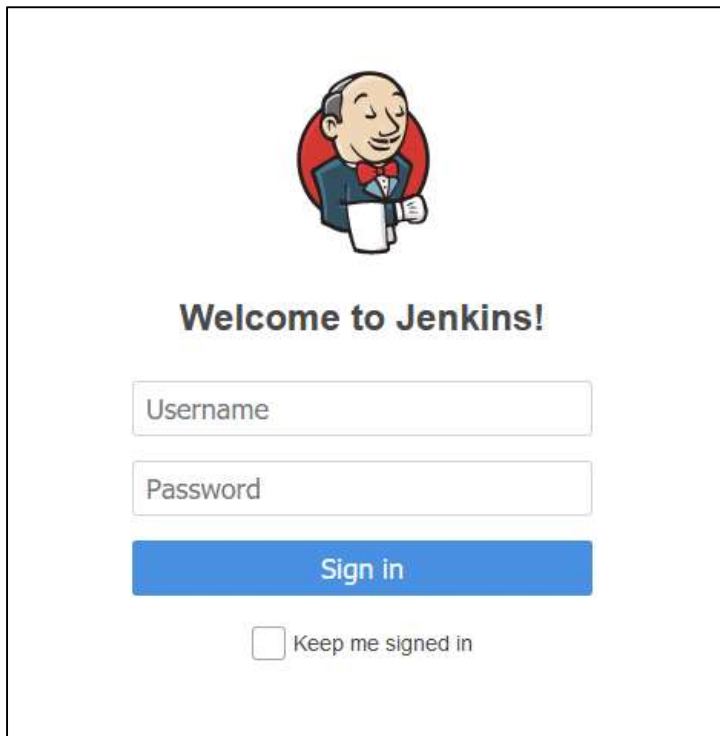 Welcome to Jenkins!
Username
Password
Sign in
Keep me signed in